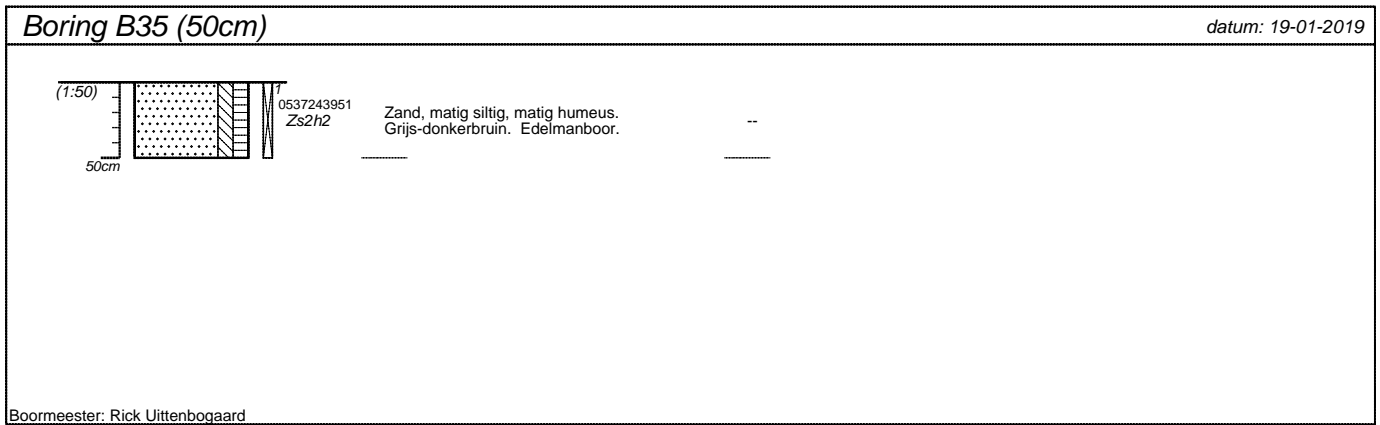 Boring B35 (50cm)
datum: 19-01-2019
(1:50)
1
0537243951
Zs2h2
Zand, matig siltig, matig humeus.
Grijs-donkerbruin. Edelmanboor.
--
50cm
Boormeester: Rick Uittenbogaard